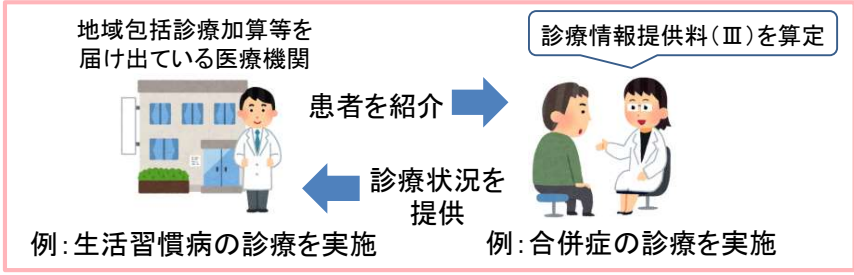 地域包括診療加算等を
届け出ている医療機関
診療情報提供料(Ⅲ)を算定
患者を紹介
診療状況を
提供
例:生活習慣病の診療を実施
例:合併症の診療を実施